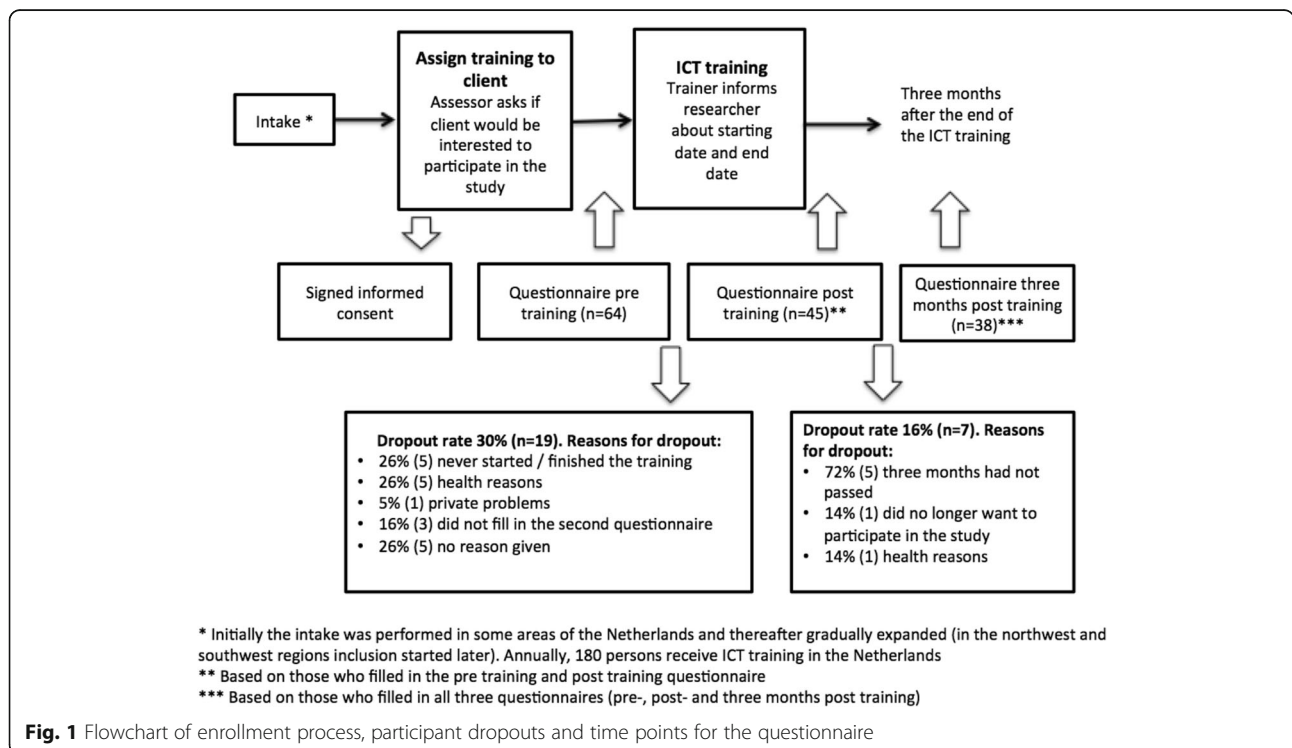 Intake *
Assign training to
client
Assessor asks if
client would be
interested to
participate in the
study
ICT training
Trainer informs
researcher
about starting
date and end
date
Three months
after the end of
the ICT training
Signed informed
consent
Questionnaire pre
training (n=64)
Questionnaire post
training (n=45)**
Questionnaire three
months post training
(n=38)***
Dropout rate 30% (n=19). Reasons for dropout:
• 26% (5) never started / finished the training
• 26% (5) health reasons
• 5% (1) private problems
• 16% (3) did not fill in the second questionnaire
• 26% (5) no reason given
Dropout rate 16% (n=7). Reasons
for dropout:
• 72% (5) three months had not
passed
• 14% (1) did no longer want to
participate in the study
• 14% (1) health reasons
* Initially the intake was performed in some areas of the Netherlands and thereafter gradually expanded (in the northwest and
southwest regions inclusion started later). Annually, 180 persons receive ICT training in the Netherlands
** Based on those who filled in the pre training and post training questionnaire
*** Based on those who filled in all three questionnaires (pre-, post- and three months post training)
Fig. 1 Flowchart of enrollment process, participant dropouts and time points for the questionnaire